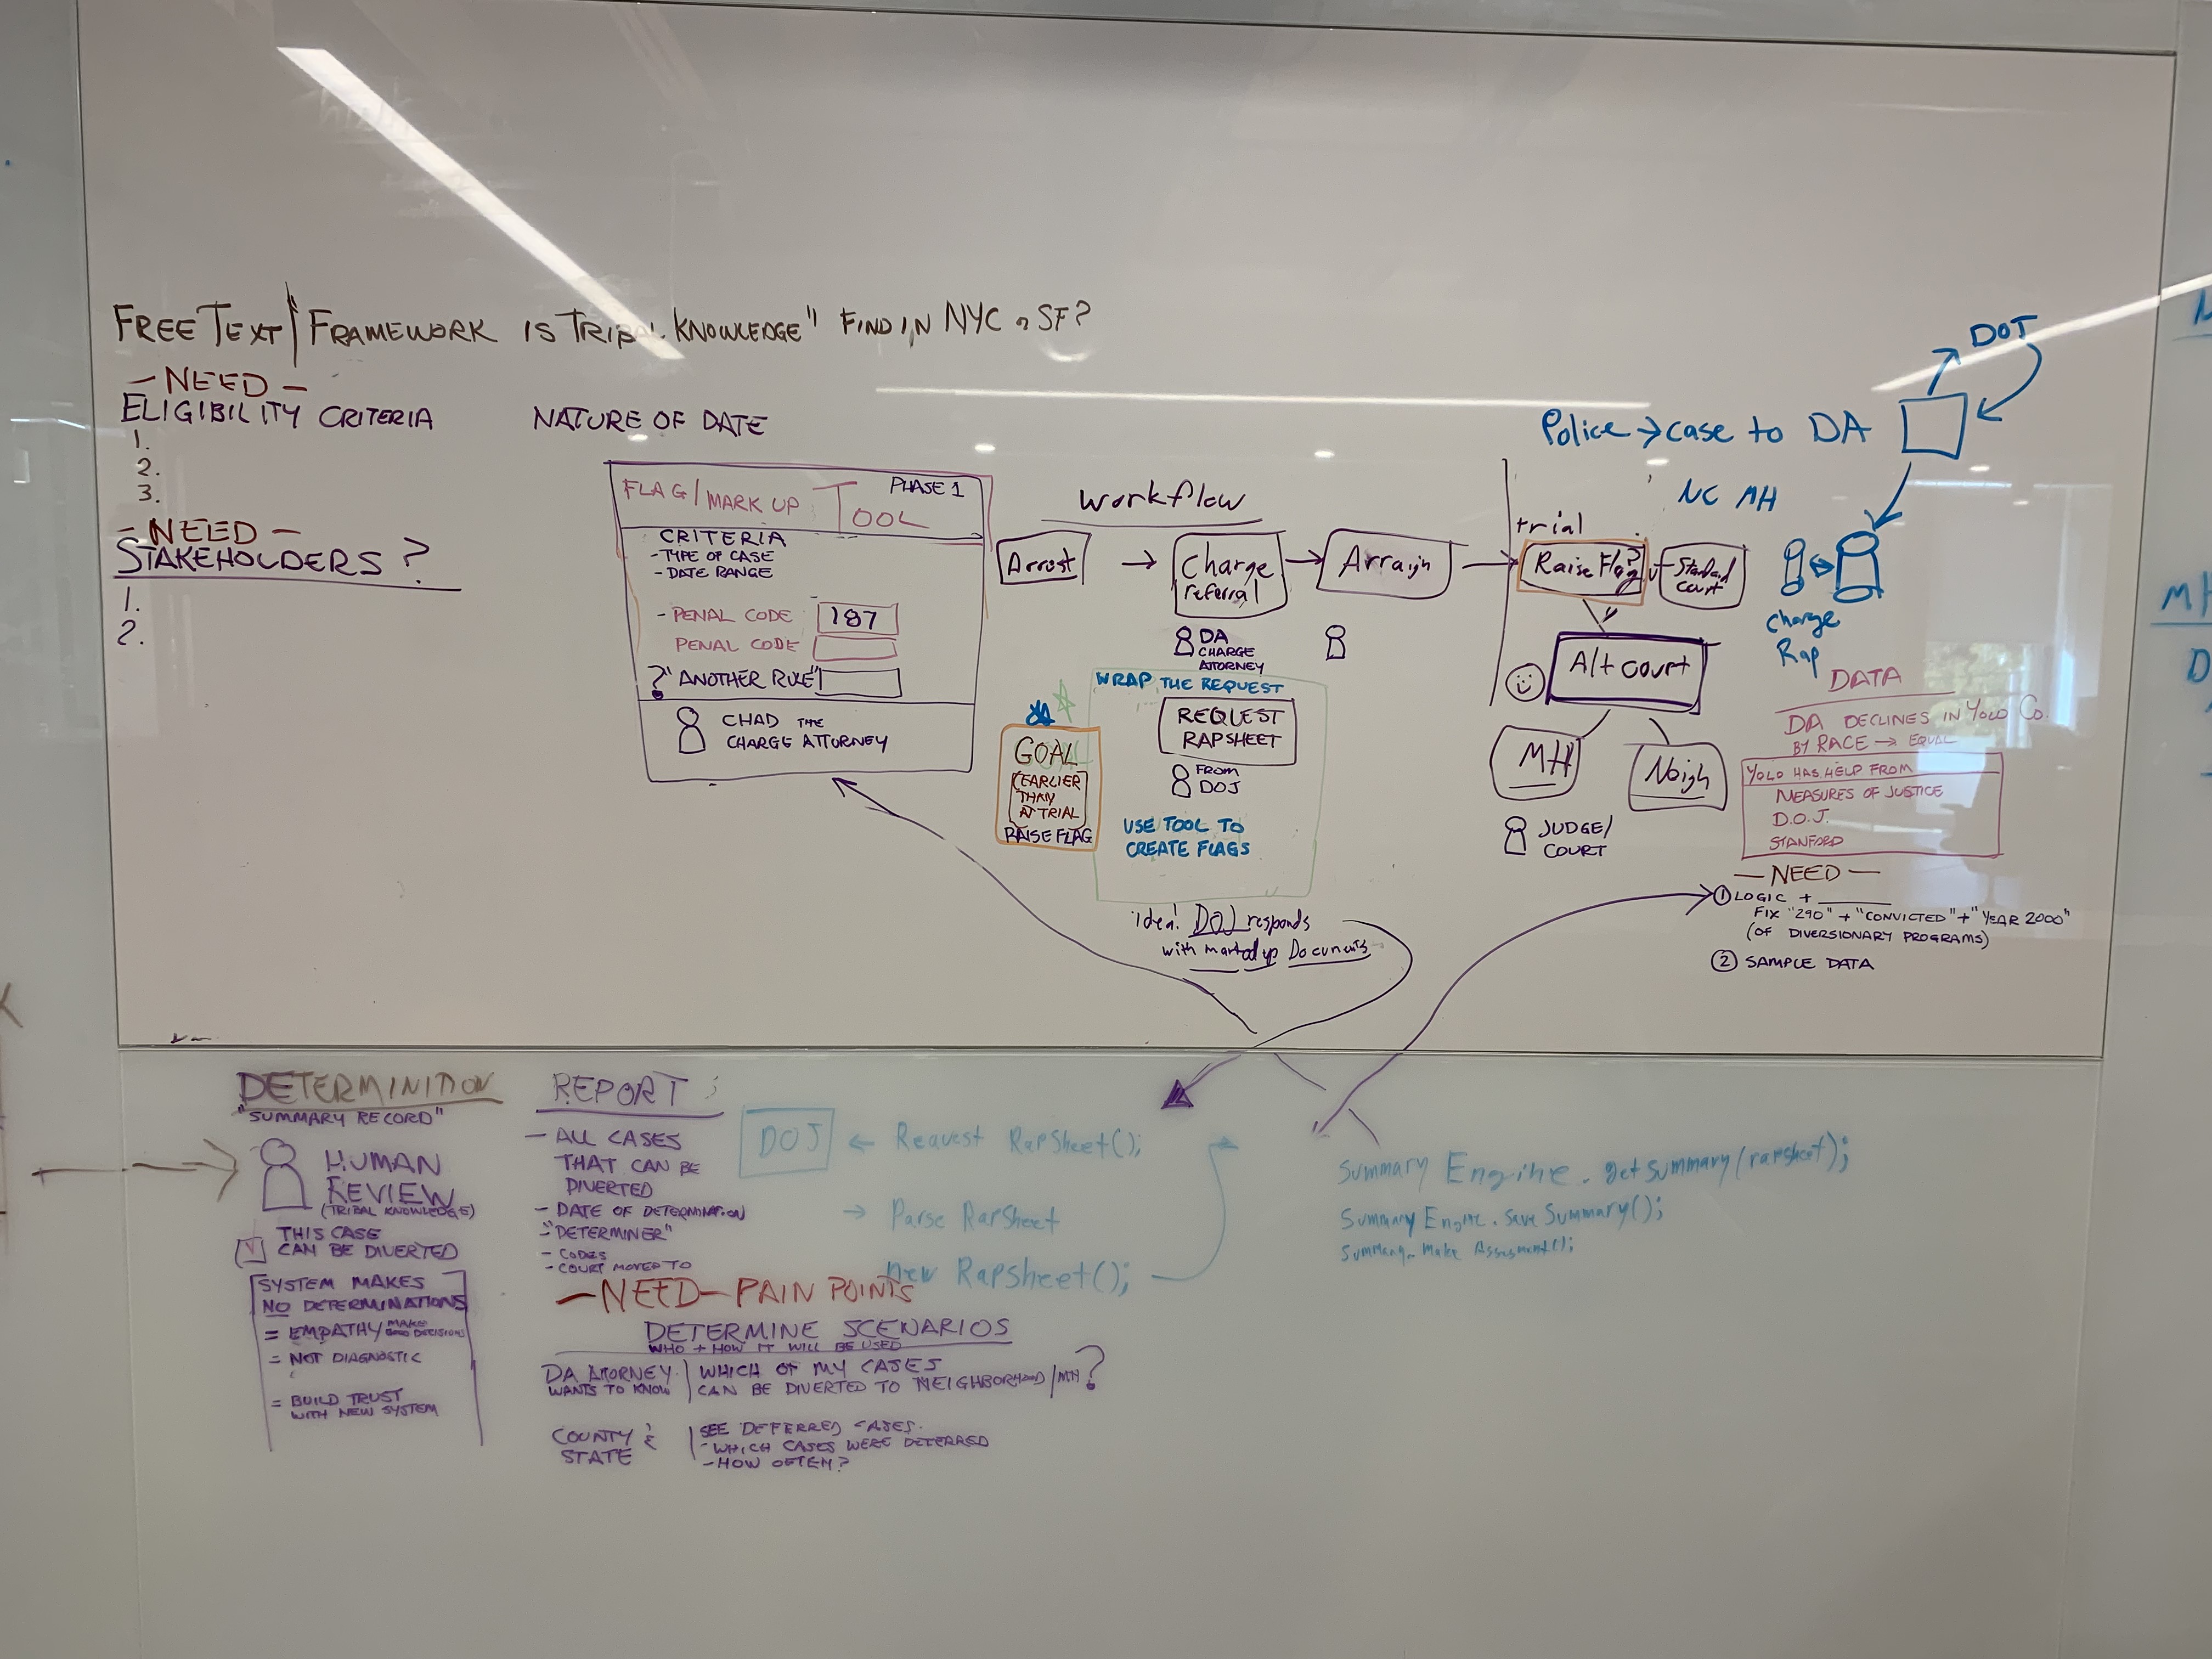 FREE TEXT | FRAMEWORK IS TRIBAL KNOWLEDGE" FIND IN NYC or SF?
- NEED -
ELIGIBILITY CRITERIA
1.
2.
3.
- NEED -
STAKEHOLDERS ?
1.
2.
NATURE OF DATE
FLAG/MARK UP TOOL
PHASE 1
CRITERIA
- TYPE OF CASE
- DATE RANGE
- PENAL CODE 187
PENAL CODE
? "ANOTHER RULE"
CHAD THE
CHARGE ATTORNEY
Workflow
Arrest
Charge
referral
Arraign
DA
CHARGE
ATTORNEY
WRAP THE REQUEST
REQUEST
RAPSHEET
FROM
DOJ
USE TOOL TO
CREATE FLAGS
GOAL
(EARLIER
THAN
AT TRIAL)
RAISE FLAG
idea! DOJ responds
with marked up Documents
trial
Raise Flag?
Standard
court
Alt court
MH
Neigh
JUDGE/
COURT
Police → case to DA
DOT
NC MH
Charge
Rap
DATA
DA DECLINES IN YOLO CO.
BY RACE → EQUAL
YOLO HAS HELP FROM
MEASURES OF JUSTICE
D.O.J.
STANFORD
- NEED -
① LOGIC +
FIX "290" + "CONVICTED" + "YEAR 2000"
(OF DIVERSIONARY PROGRAMS)
② SAMPLE DATA
DETERMINITION
"SUMMARY RECORD"
HUMAN
REVIEW
(TRIBAL KNOWLEDGE)
THIS CASE
CAN BE DIVERTED
SYSTEM MAKES
NO DETERMINATIONS
= EMPATHY MAKE GOOD DECISIONS
= NOT DIAGNOSTIC
= BUILD TRUST
WITH NEW SYSTEM
REPORT :
- ALL CASES
THAT CAN BE
DIVERTED
- DATE OF DETERMINATION
- "DETERMINER"
- CODES
- COURT MOVED TO
DOJ ← Request RapSheet();
→ Parse RapSheet
new Rapsheet();
Summary Engine.getSummary(rapsheet);
Summary Engine.saveSummary();
Summary.Make Assesment();
- NEED - PAIN POINTS
DETERMINE SCENARIOS
WHO + HOW IT WILL BE USED
DA ATTORNEY | WHICH OF MY CASES
WANTS TO KNOW | CAN BE DIVERTED TO NEIGHBORHOOD/MH?
COUNTY & | SEE DEFERRED CASES.
STATE - WHICH CASES WERE DETERRED
- HOW OFTEN?
MH
D
K